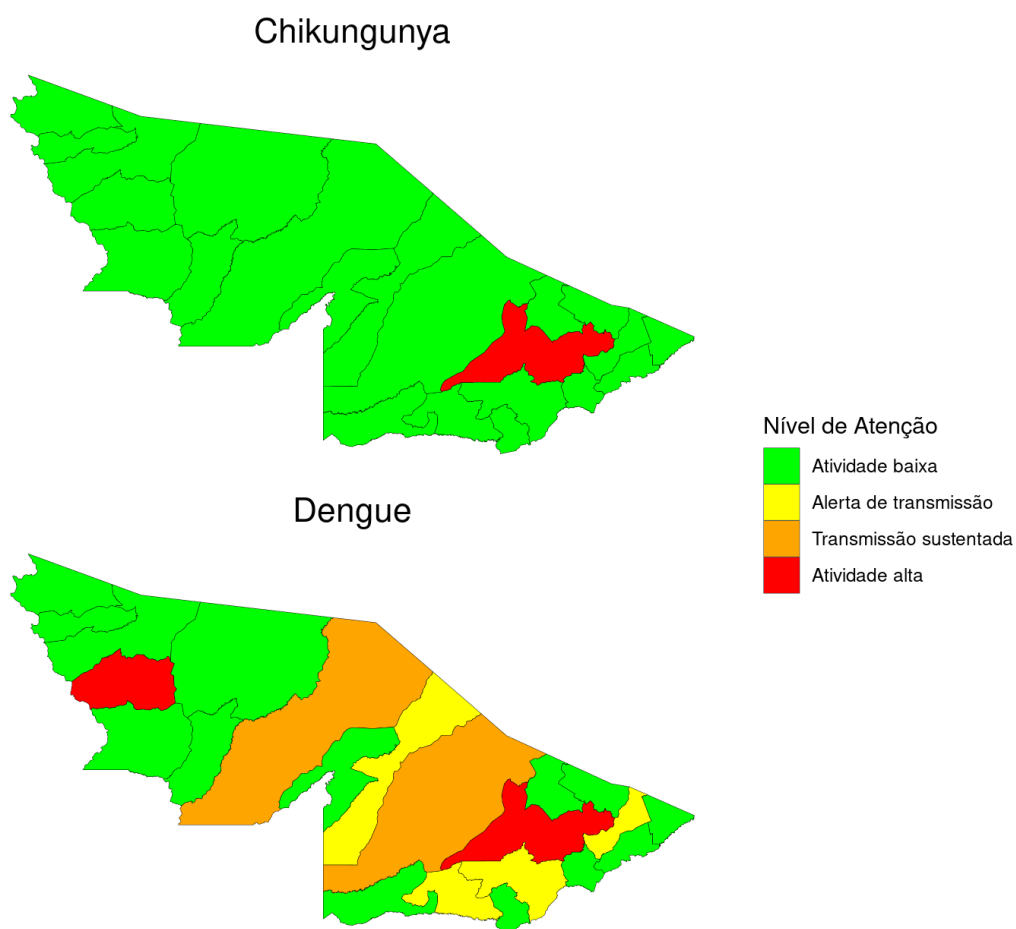 Chikungunya
Nível de Atenção
Atividade baixa
Alerta de transmissão
Transmissão sustentada
Atividade alta
Dengue